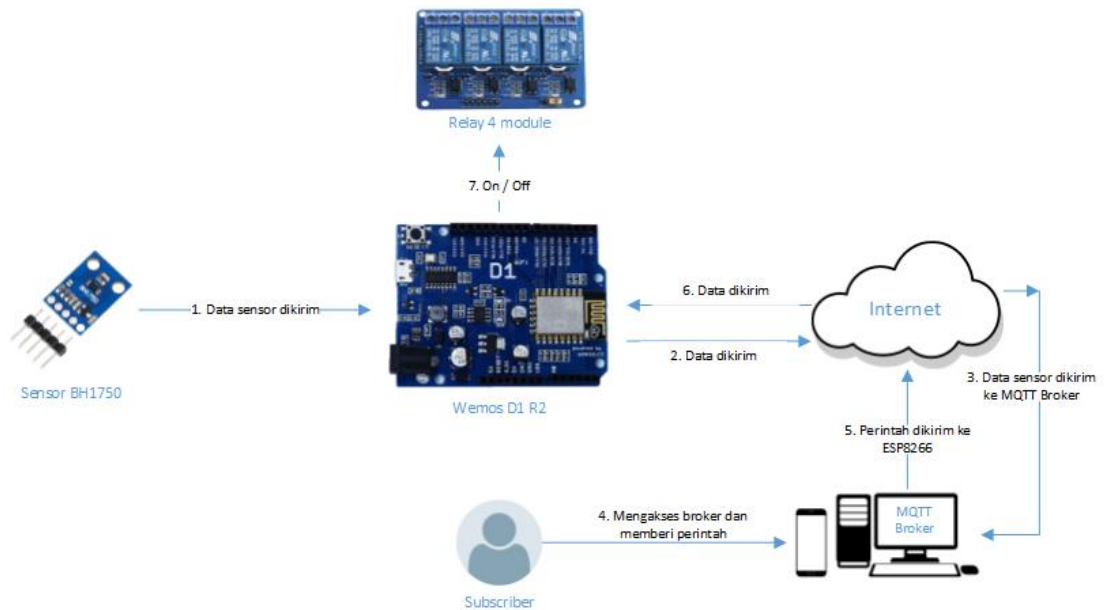 Relay 4 module
7. On / Off
D1
1. Data sensor dikirim
6. Data dikirim
Internet
2. Data dikirim
Sensor BH1750
Wemos D1 R2
3. Data sensor dikirim
ke MQTT Broker
5. Perintah dikirim ke
ESP8266
4. Mengakses broker dan
memberi perintah
MQTT
Broker
Subscriber